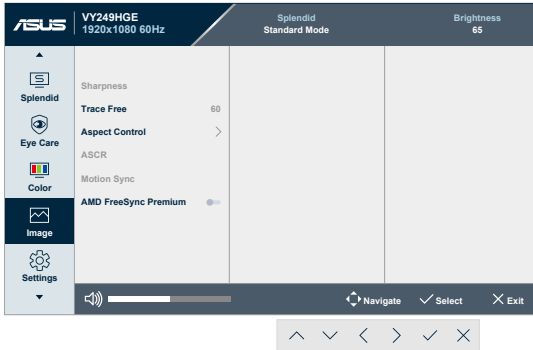 ASUS
VY249HGE
1920x1080 60Hz
Splendid
Standard Mode
Brightness
65
Splendid
Eye Care
Color
Image
Settings
Sharpness
Trace Free 60
Aspect Control
ASCR
Motion Sync
AMD FreeSync Premium
Navigate
Select
Exit